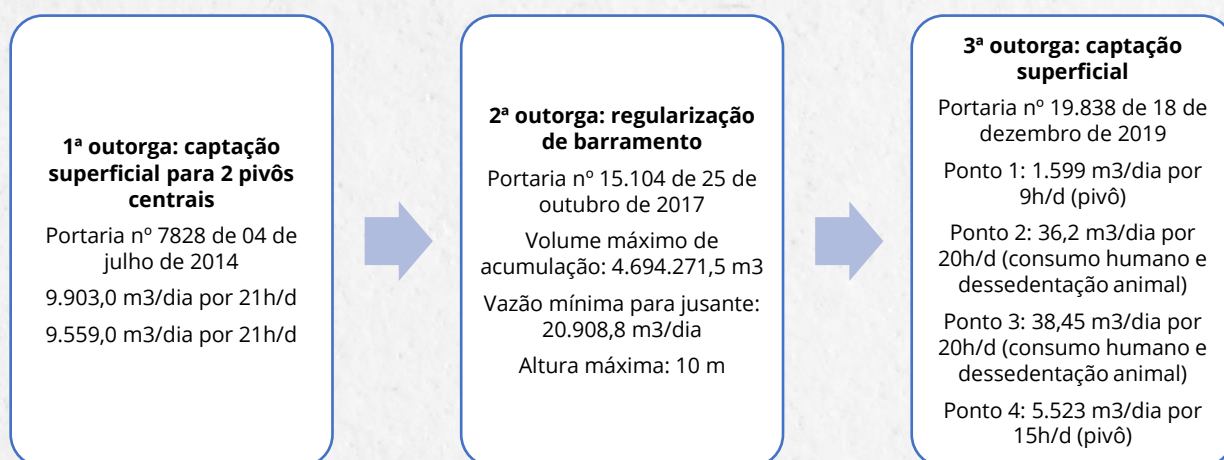 1ª outorga: captação
superficial para 2 pivôs
centrais
Portaria nº 7828 de 04 de
julho de 2014
9.903,0 m3/dia por 21h/d
9.559,0 m3/dia por 21h/d
2ª outorga: regularização
de barramento
Portaria nº 15.104 de 25 de
outubro de 2017
Volume máximo de
acumulação: 4.694.271,5 m3
Vazão mínima para jusante:
20.908,8 m3/dia
Altura máxima: 10 m
3ª outorga: captação
superficial
Portaria nº 19.838 de 18 de
dezembro de 2019
Ponto 1: 1.599 m3/dia por
9h/d (pivô)
Ponto 2: 36,2 m3/dia por
20h/d (consumo humano e
dessedentação animal)
Ponto 3: 38,45 m3/dia por
20h/d (consumo humano e
dessedentação animal)
Ponto 4: 5.523 m3/dia por
15h/d (pivô)